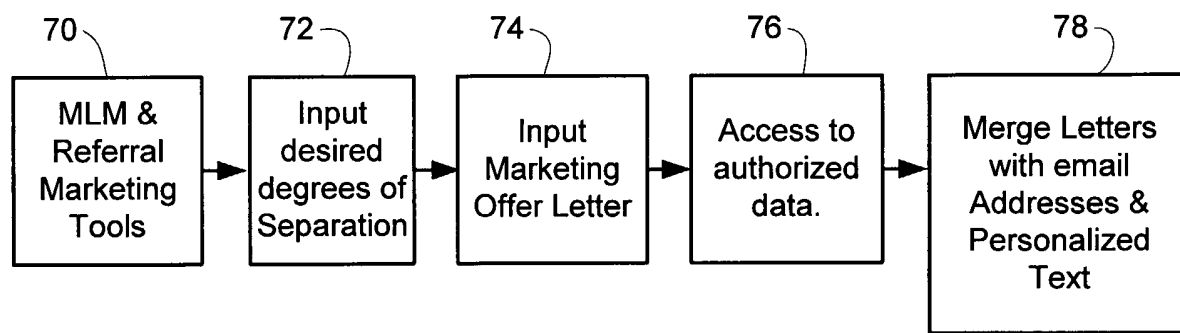 70
72
74
76
78
MLM &
Referral
Marketing
Tools
Input
desired
degrees of
Separation
Input
Marketing
Offer Letter
Access to
authorized
data.
Merge Letters
with email
Addresses &
Personalized
Text